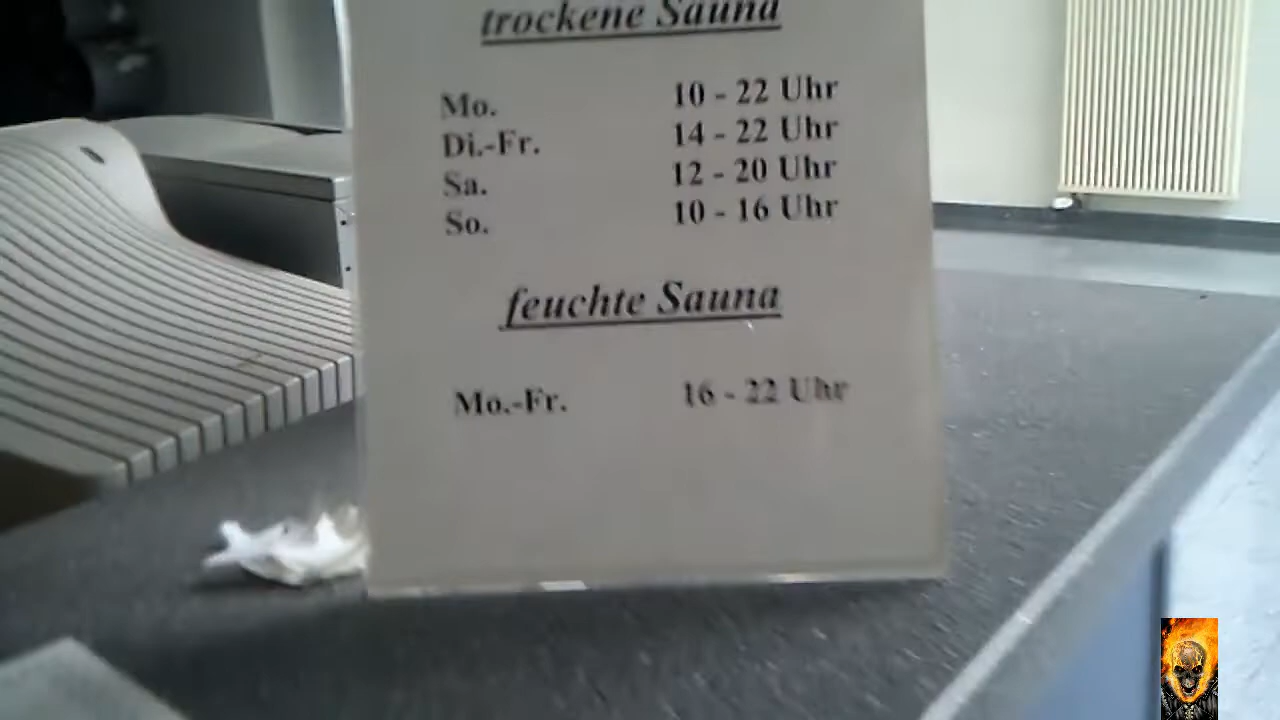 trockene Sauna
Mo. 10 - 22 Uhr
Di.-Fr. 14 - 22 Uhr
Sa. 12 - 20 Uhr
So. 10 - 16 Uhr
feuchte Sauna
Mo.-Fr. 16 - 22 Uhr